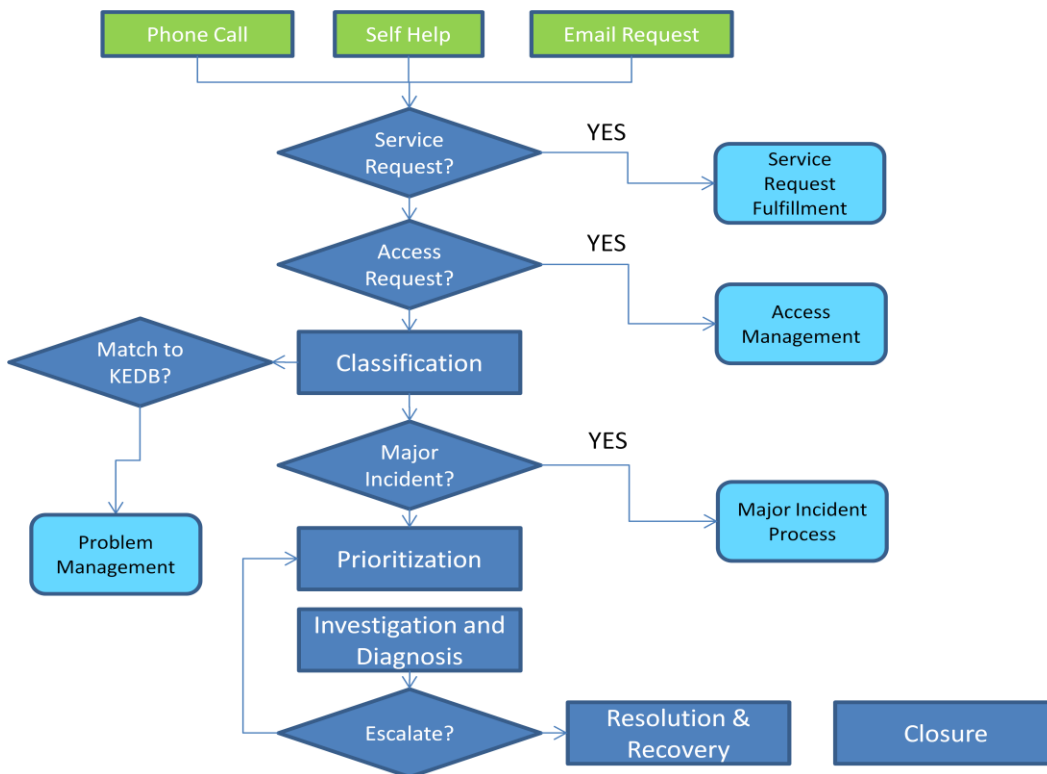 Phone Call
Self Help
Email Request
Service
Request?
YES
Service
Request
Fulfillment
Access
Request?
YES
Access
Management
Match to
KEDB?
Classification
Major
Incident?
YES
Major Incident
Process
Problem
Management
Prioritization
Investigation and
Diagnosis
Escalate?
Resolution &
Recovery
Closure